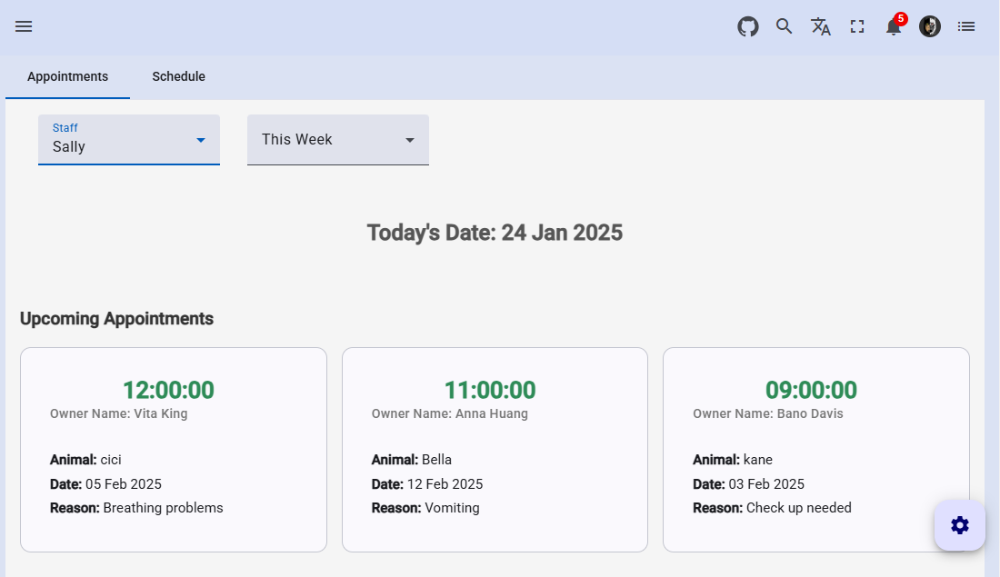 5
Appointments Schedule
Staff
Sally
This Week
Today's Date: 24 Jan 2025
Upcoming Appointments
12:00:00
Owner Name: Vita King
Animal: cici
Date: 05 Feb 2025
Reason: Breathing problems
11:00:00
Owner Name: Anna Huang
Animal: Bella
Date: 12 Feb 2025
Reason: Vomiting
09:00:00
Owner Name: Bano Davis
Animal: kane
Date: 03 Feb 2025
Reason: Check up needed